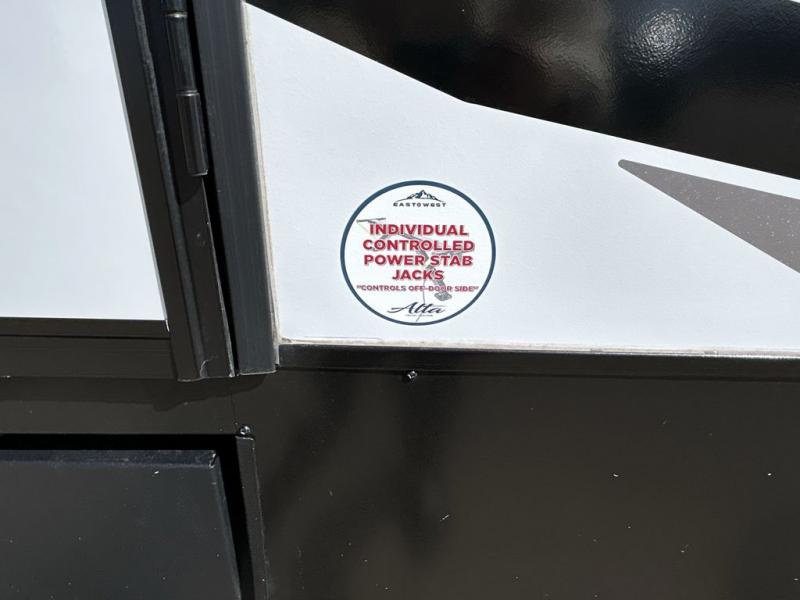 EASTOWEST
INDIVIDUAL
CONTROLLED
POWER STAB
JACKS
"CONTROLS OFF-DOOR SIDE"
Alta